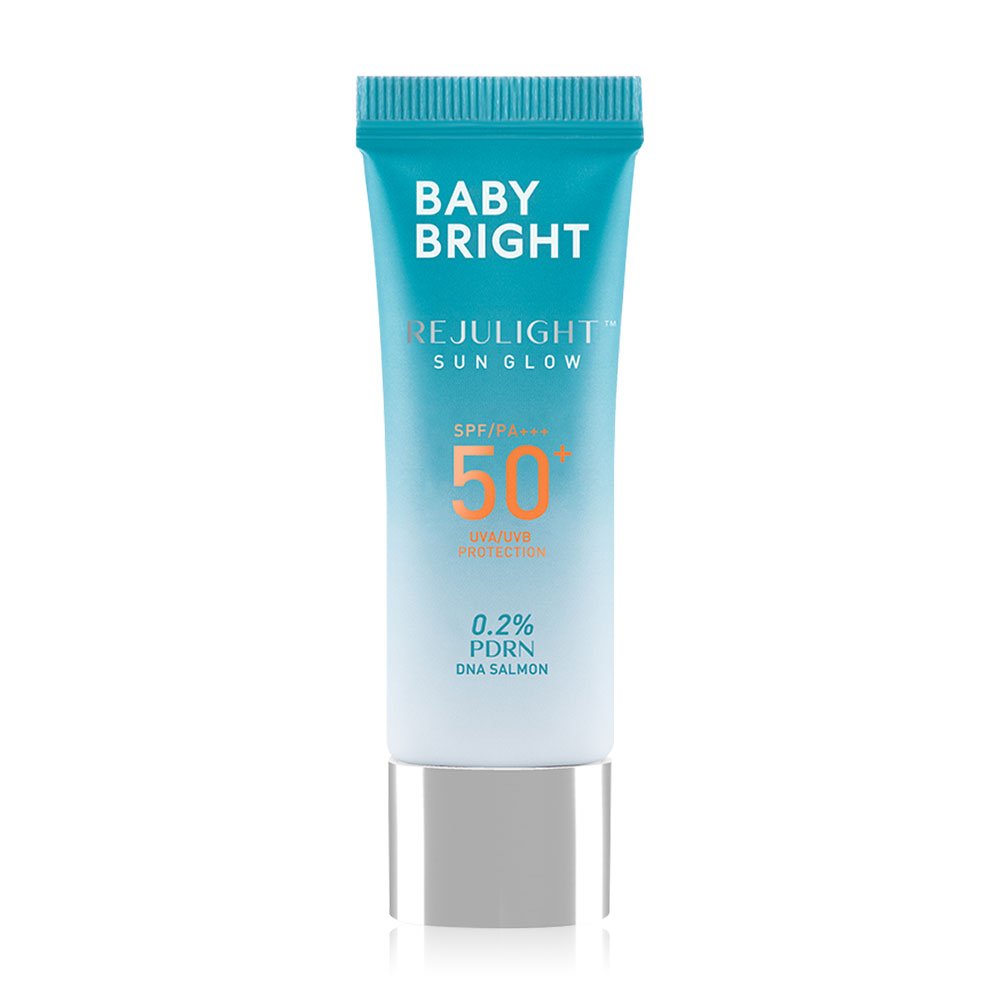 BABY
BRIGHT
REJULIGHT™
SUN GLOW
SPF/PA+++
50+
UVA/UVB
PROTECTION
0.2%
PDRN
DNA SALMON